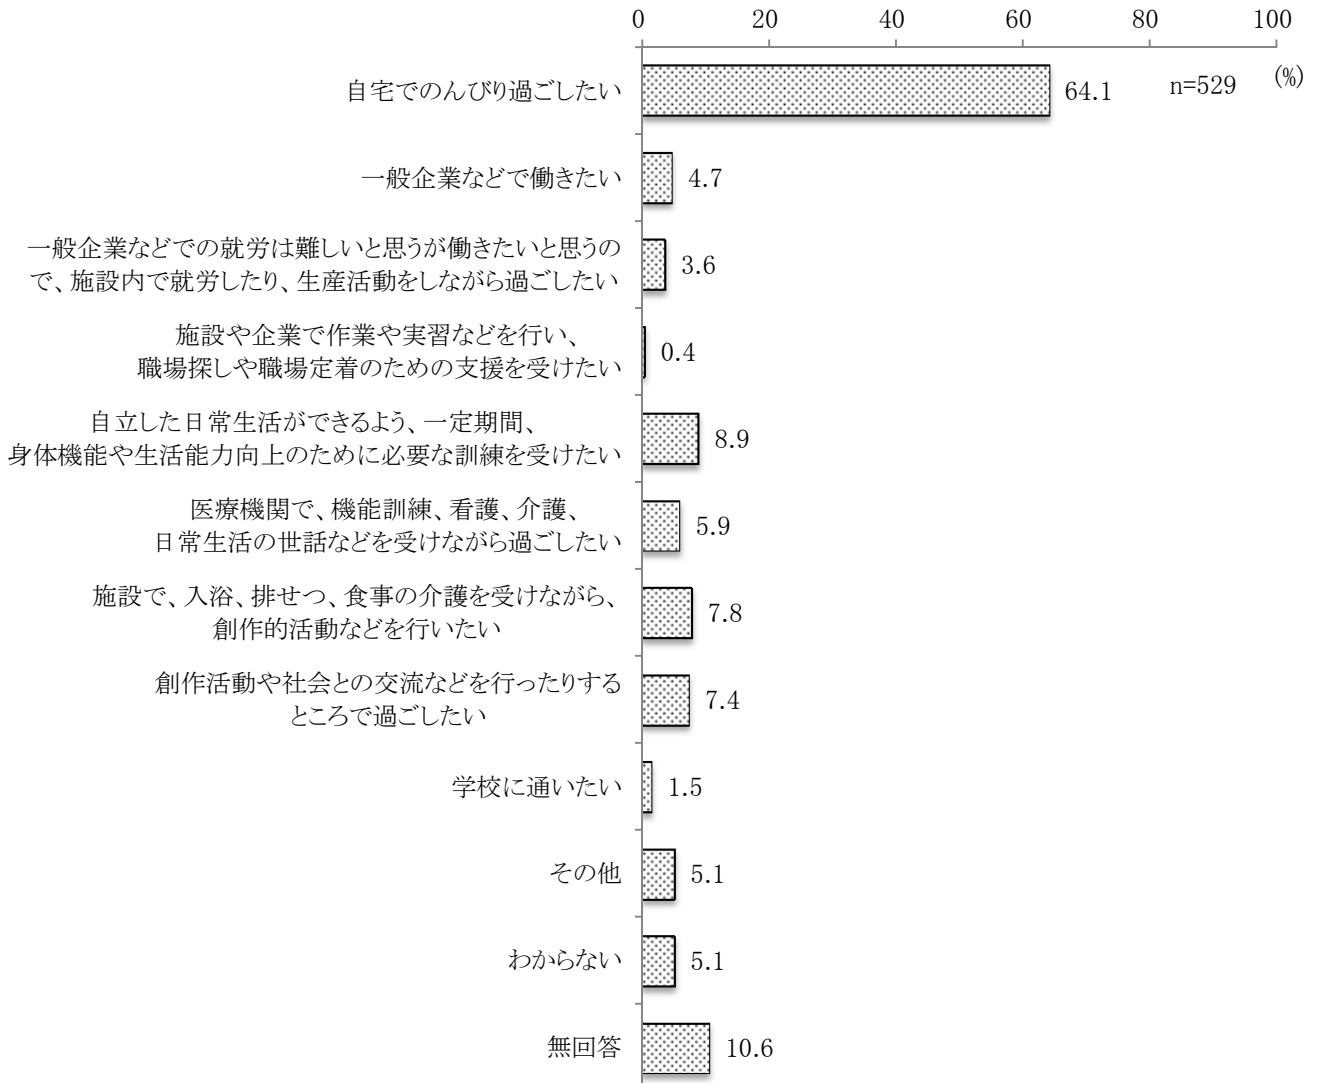 0 20 40 60 80 100
自宅でのんびり過ごしたい 64.1 n=529 (%)
一般企業などで働きたい 4.7
一般企業などでの就労は難しいと思うが働きたいと思うの
で、施設内で就労したり、生産活動をしながら過ごしたい 3.6
施設や企業で作業や実習などを行い、
職場探しや職場定着のための支援を受けたい 0.4
自立した日常生活ができるよう、一定期間、
身体機能や生活能力向上のために必要な訓練を受けたい 8.9
医療機関で、機能訓練、看護、介護、
日常生活の世話などを受けながら過ごしたい 5.9
施設で、入浴、排せつ、食事の介護を受けながら、
創作的活動などを行いたい 7.8
創作活動や社会との交流などを行ったりする
ところで過ごしたい 7.4
学校に通いたい 1.5
その他 5.1
わからない 5.1
無回答 10.6